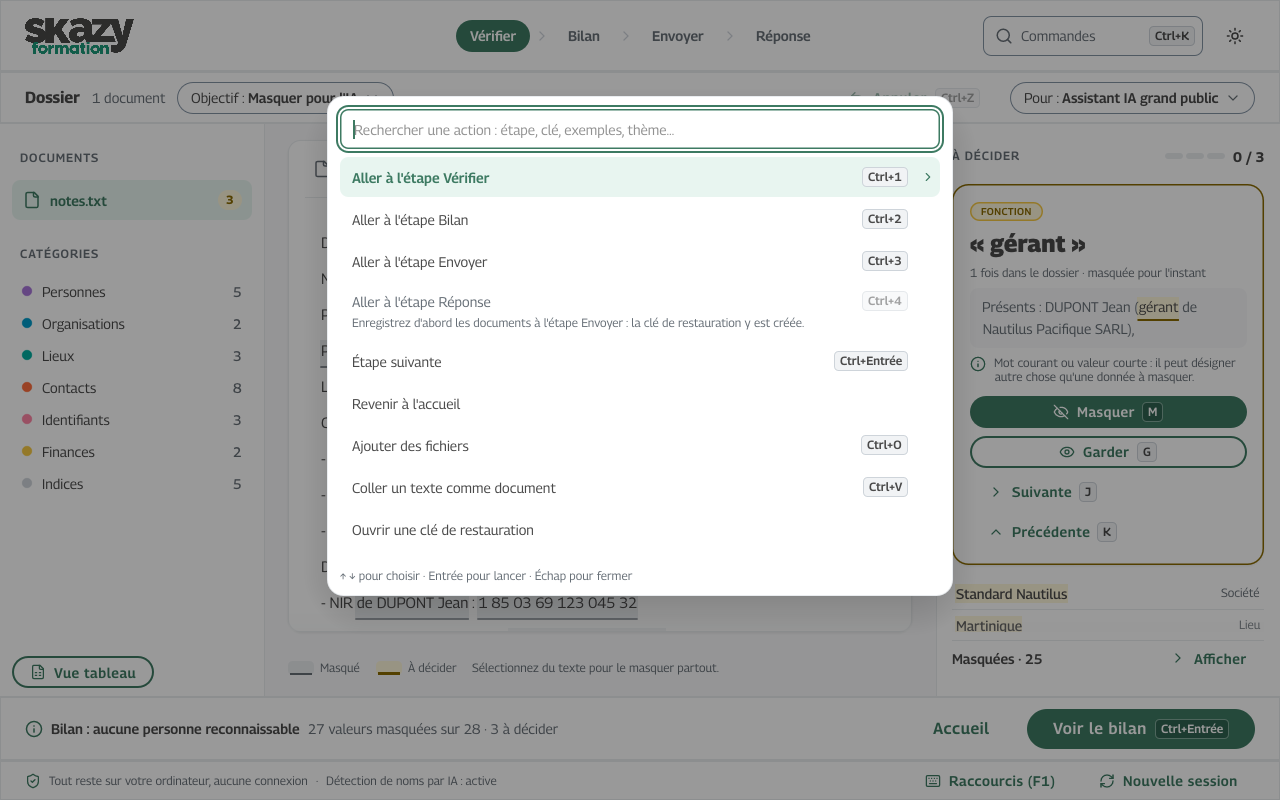 skazy
formation
Vérifier
Bilan
Envoyer
Réponse
Commandes
Ctrl+K
Dossier
1 document
Objectif : Masquer pour l'IA
Annuler
Ctrl+Z
Pour : Assistant IA grand public
DOCUMENTS
notes.txt
3
CATÉGORIES
Personnes 5
Organisations 2
Lieux 3
Contacts 8
Identifiants 3
Finances 2
Indices 5
Vue tableau
Rechercher une action : étape, clé, exemples, thème...
Aller à l'étape Vérifier Ctrl+1
Aller à l'étape Bilan Ctrl+2
Aller à l'étape Envoyer Ctrl+3
Aller à l'étape Réponse Ctrl+4
Enregistrez d'abord les documents à l'étape Envoyer : la clé de restauration y est créée.
Étape suivante Ctrl+Entrée
Revenir à l'accueil
Ajouter des fichiers Ctrl+O
Coller un texte comme document Ctrl+V
Ouvrir une clé de restauration
↑ ↓ pour choisir · Entrée pour lancer · Échap pour fermer
- NIR de DUPONT Jean : 1 85 03 69 123 045 32
Masqué
À décider
Sélectionnez du texte pour le masquer partout.
À DÉCIDER
0 / 3
FONCTION
« gérant »
1 fois dans le dossier · masquée pour l'instant
Présents : DUPONT Jean (gérant de
Nautilus Pacifique SARL),
Mot courant ou valeur courte : il peut désigner
autre chose qu'une donnée à masquer.
Masquer M
Garder G
Suivante J
Précédente K
Standard Nautilus Société
Martinique Lieu
Masquées · 25
Afficher
Bilan : aucune personne reconnaissable
27 valeurs masquées sur 28 · 3 à décider
Accueil
Voir le bilan Ctrl+Entrée
Tout reste sur votre ordinateur, aucune connexion · Détection de noms par IA : active
Raccourcis (F1)
Nouvelle session